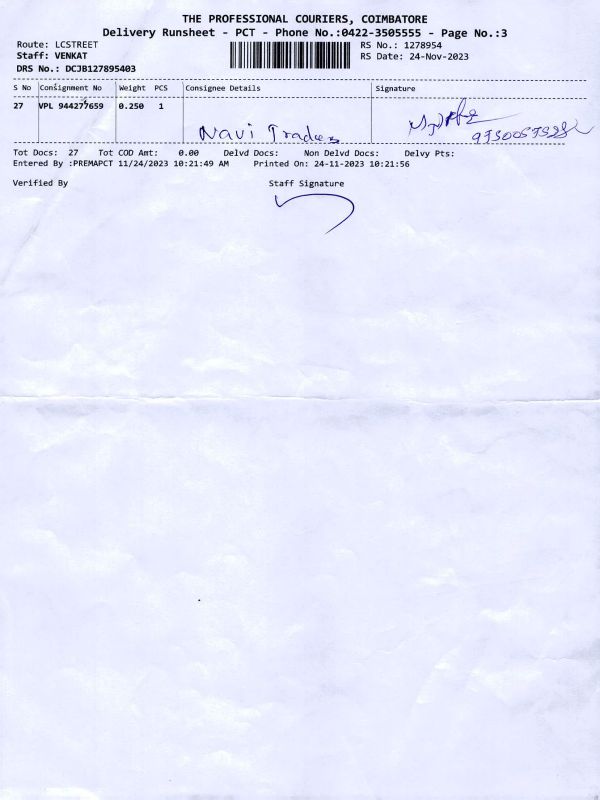 THE PROFESSIONAL COURIERS, COIMBATORE
Delivery Runsheet - PCT - Phone No.:0422-3505555 - Page No.:3
Route: LCSTREET RS No.: 1278954
Staff: VENKAT RS Date: 24-Nov-2023
DRS No.: DCJB127895403
S No Consignment No Weight PCS Consignee Details Signature
27 VPL 944277659 0.250 1
Navi Traders
Tot Docs: 27 Tot COD Amt: 0.00 Delvd Docs: Non Delvd Docs: Delvy Pts:
Entered By :PREMAPCT 11/24/2023 10:21:49 AM Printed On: 24-11-2023 10:21:56
Verified By Staff Signature